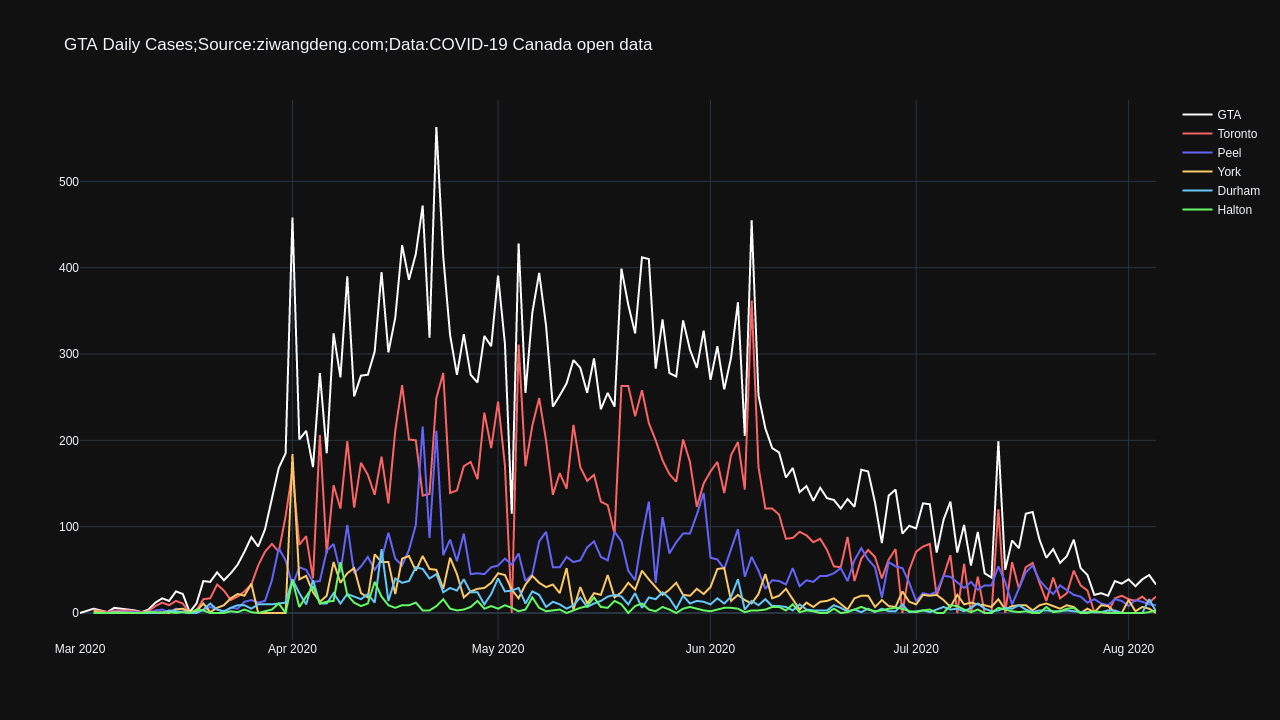 GTA Daily Cases;Source:ziwangdeng.com;Data:COVID-19 Canada open data
GTA
Toronto
Peel
York
Durham
Halton
500
400
300
200
100
0
Mar 2020
Apr 2020
May 2020
Jun 2020
Jul 2020
Aug 2020